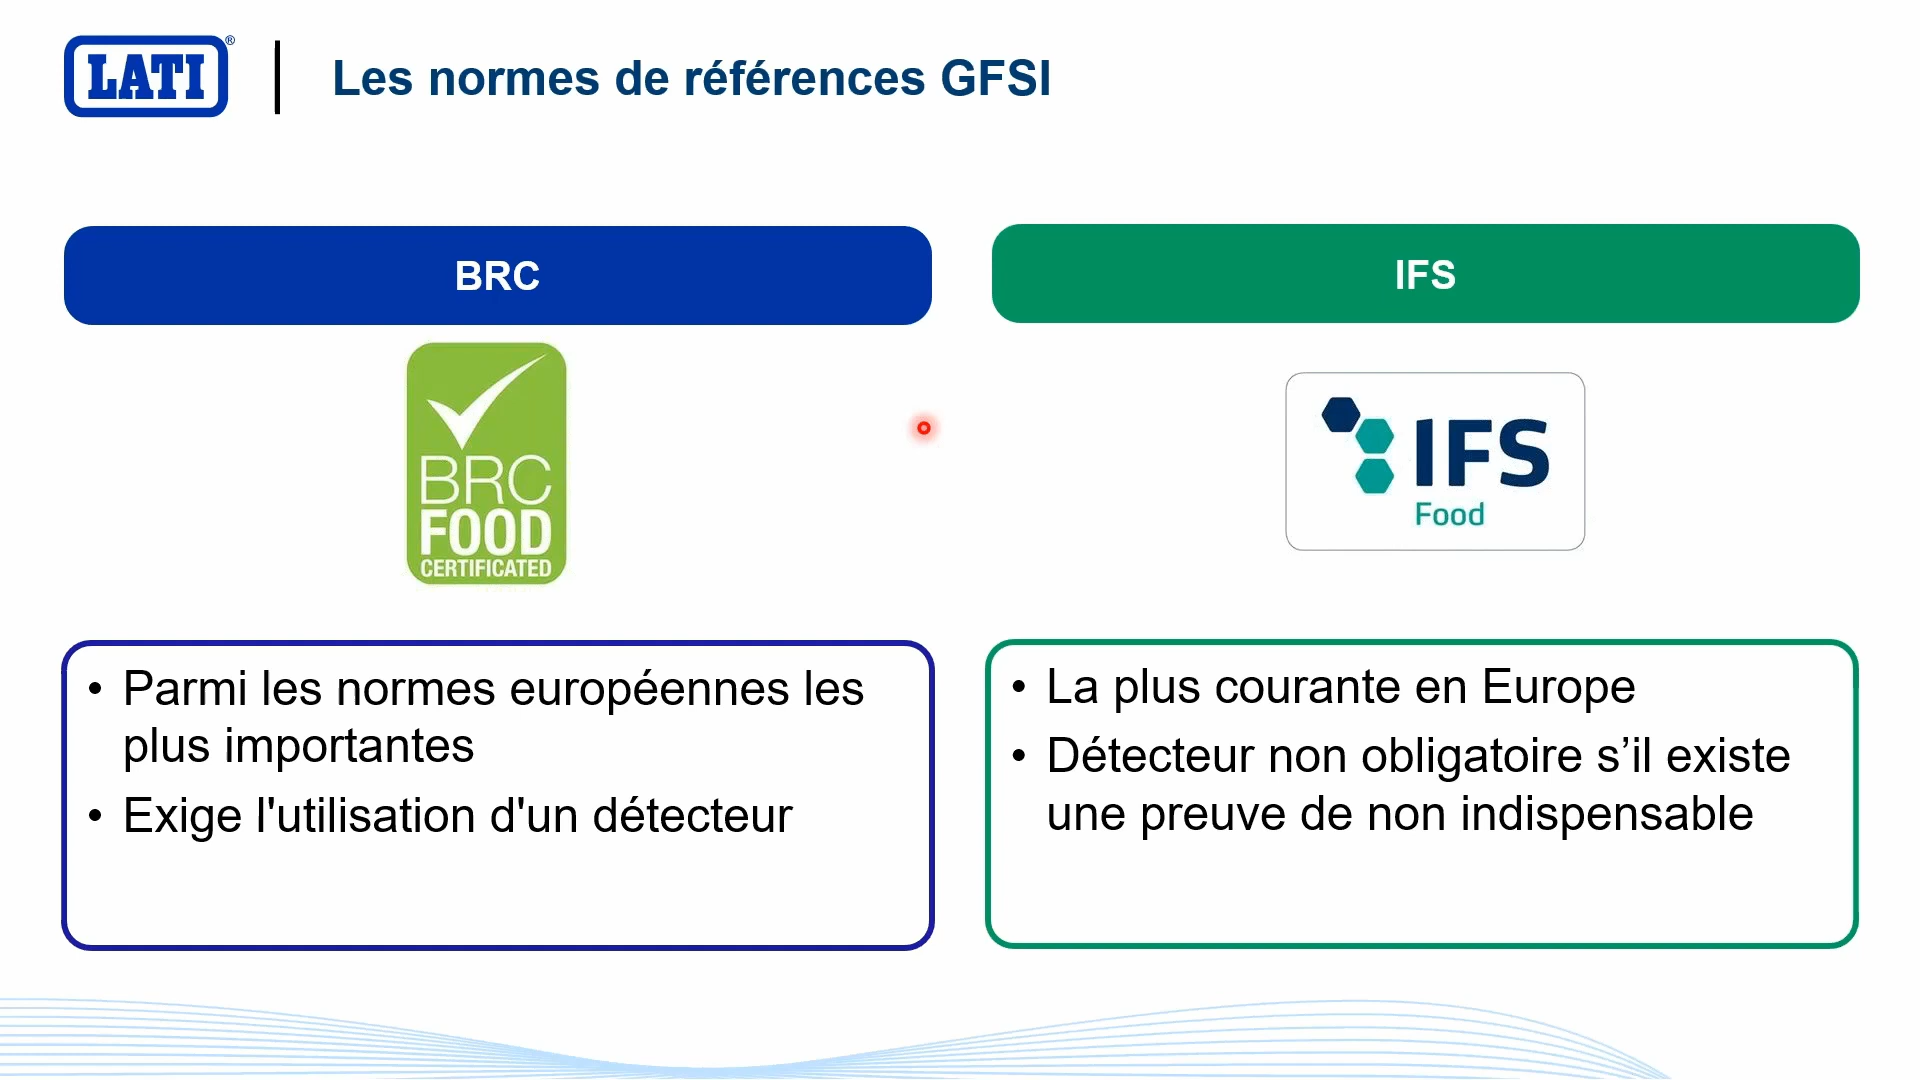 LATI®
Les normes de références GFSI
BRC
BRC
FOOD
CERTIFICATED
• Parmi les normes européennes les
plus importantes
• Exige l'utilisation d'un détecteur
IFS
IFS
Food
• La plus courante en Europe
• Détecteur non obligatoire s’il existe
une preuve de non indispensable